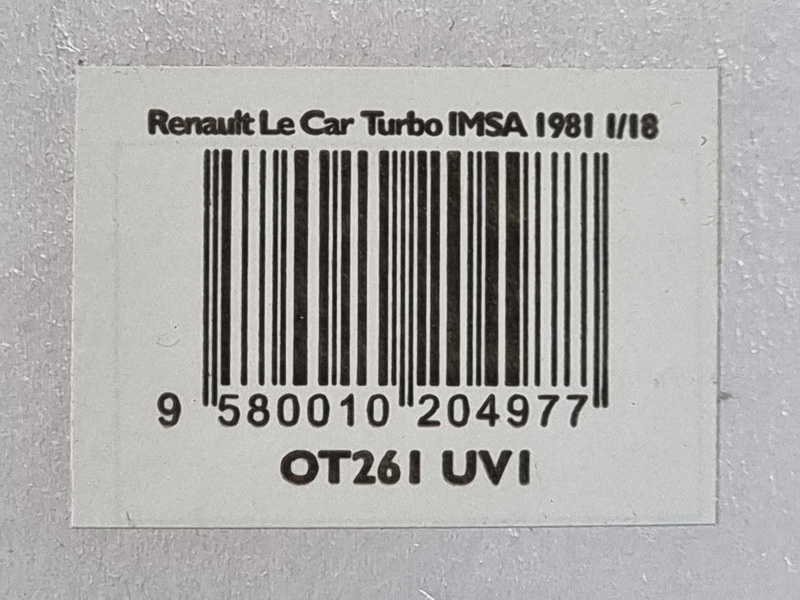 Renault Le Car Turbo IMSA 1981 1/18
9 580010 204977
OT261 UV1